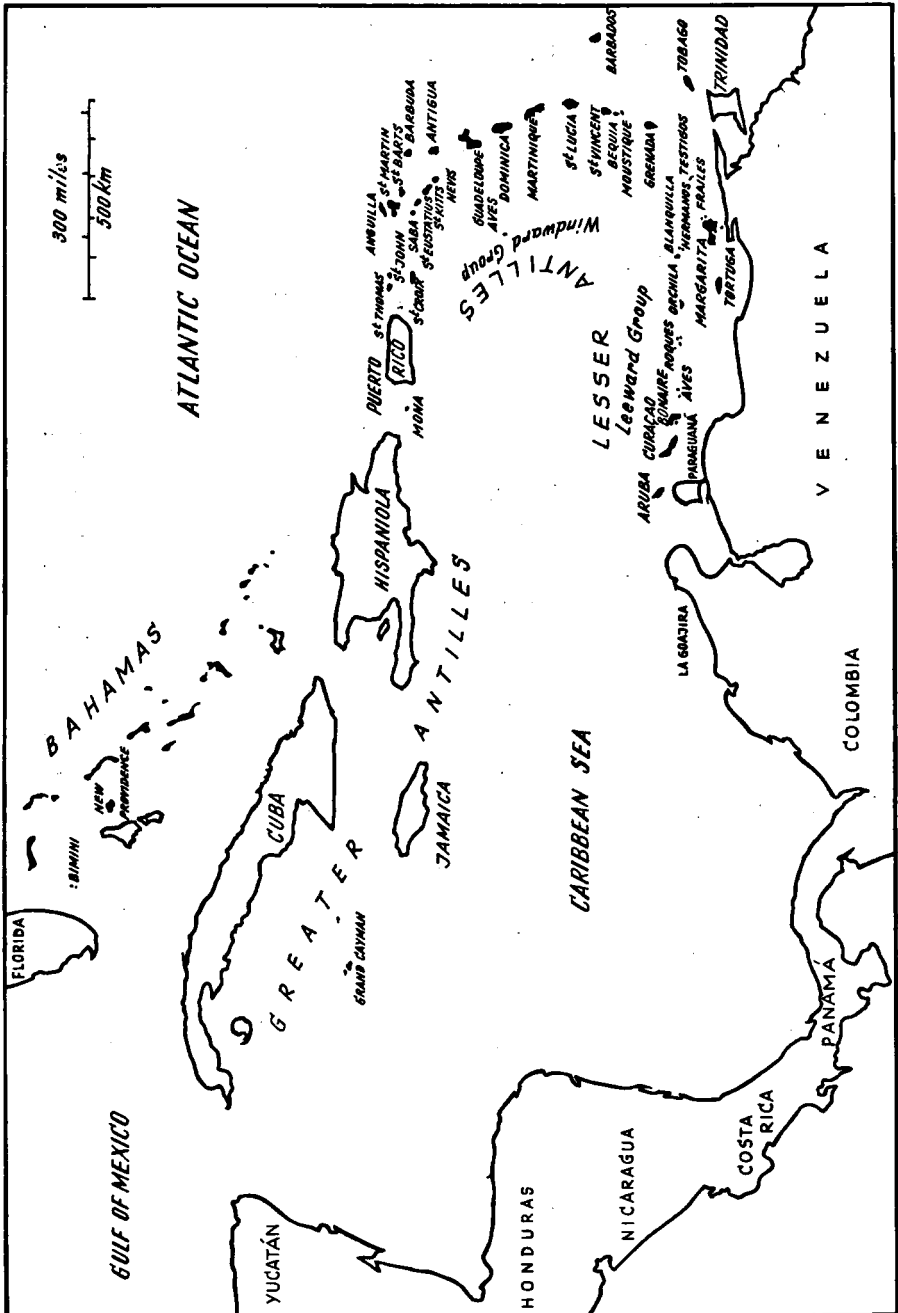 300 miles
500 km
ATLANTIC OCEAN
GULF OF MEXICO
FLORIDA
BIMINI
NEW
PROVIDENCE
BAHAMAS
YUCATÁN
CUBA
GREATER
ANTILLES
GRAND CAYMAN
JAMAICA
HISPANIOLA
MONA
PUERTO
RICO
St THOMAS
St JOHN
St CROIX
ANGUILLA
St MARTIN
St BARTS
SABA
BARBUDA
St EUSTATIUS
St KITTS
NEVIS
ANTIGUA
GUADELOUPE
AVES
DOMINICA
MARTINIQUE
St LUCIA
St VINCENT
BEQUIA
MOUSTIQUE
GRENADA
BARBADOS
ANTILLES
Windward Group
LESSER
Leeward Group
CARIBBEAN SEA
ARUBA
CURAÇAO
BONAIRE
AVES
ROQUES
ORCHILA
BLANQUILLA
HERMANOS
TESTIGOS
MARGARITA
FRAILES
TORTUGA
TOBAGO
TRINIDAD
PARAGUANÁ
LA GOAJIRA
VENEZUELA
COLOMBIA
HONDURAS
NICARAGUA
COSTA
RICA
PANAMÁ